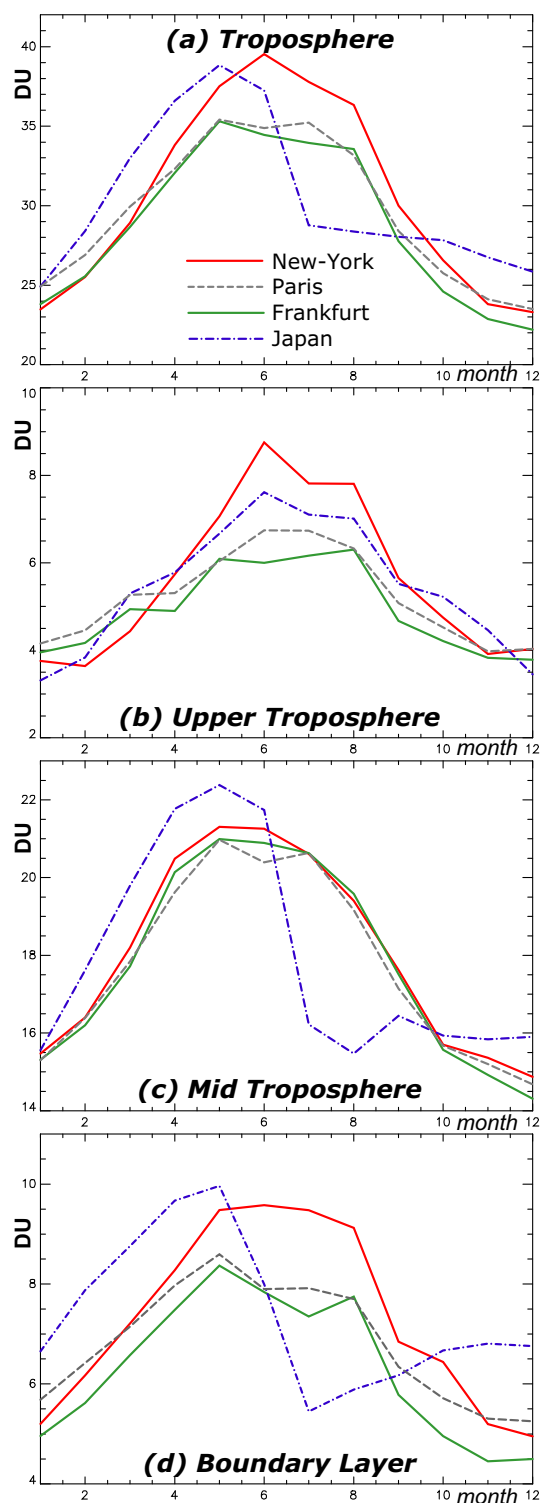 (a) Troposphere
DU
40
35
30
25
20
New-York
Paris
Frankfurt
Japan
2 4 6 8 10 12
month
DU
10
8
6
4
2
(b) Upper Troposphere
2 4 6 8 10 12
month
DU
22
20
18
16
14
(c) Mid Troposphere
2 4 6 8 10 12
month
DU
10
8
6
4
(d) Boundary Layer
2 4 6 8 10 12
month